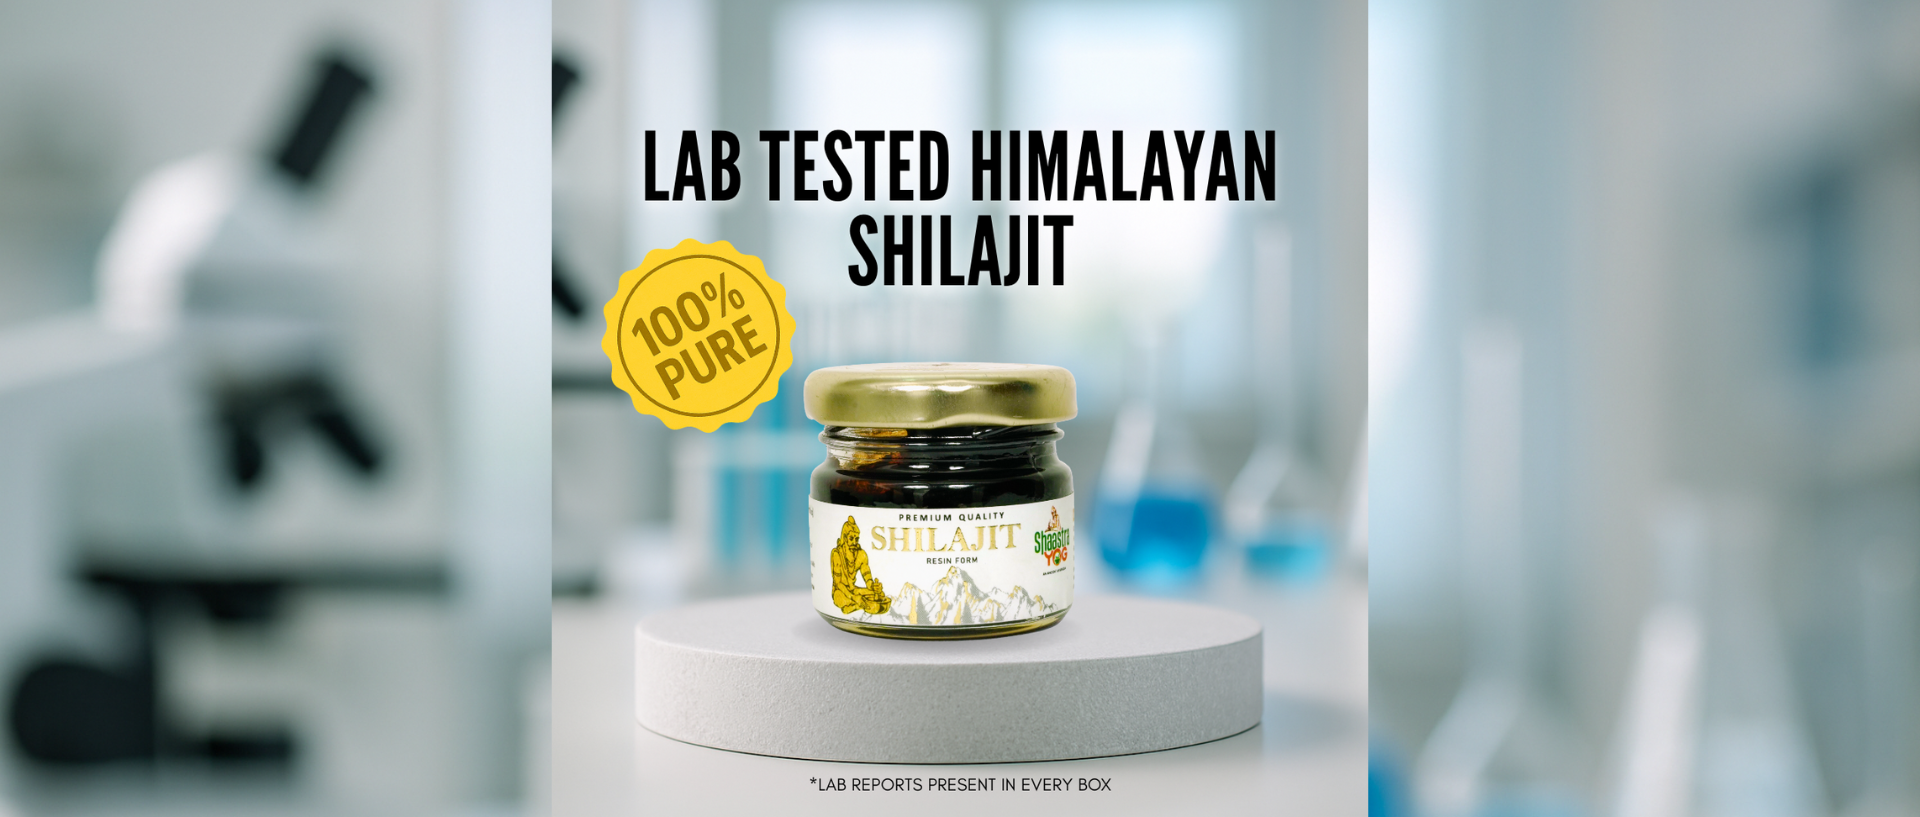 LAB TESTED HIMALAYAN
SHILAJIT
100%
PURE
PREMIUM QUALITY
SHILAJIT
RESIN FORM
Shaastra
YOG
*LAB REPORTS PRESENT IN EVERY BOX